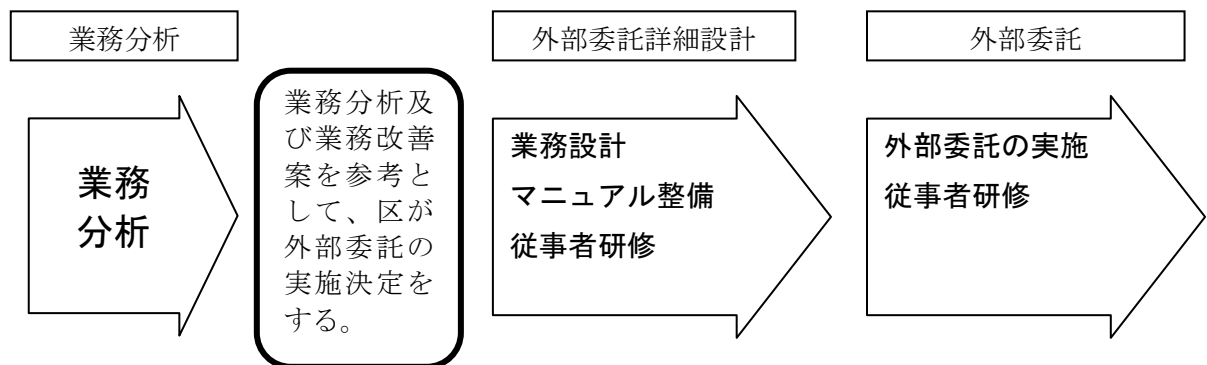 業務分析
外部委託詳細設計
外部委託
業務
分析
業務分析及
び業務改善
案を参考と
して、区が
外部委託の
実施決定を
する。
業務設計
マニュアル整備
従事者研修
外部委託の実施
従事者研修